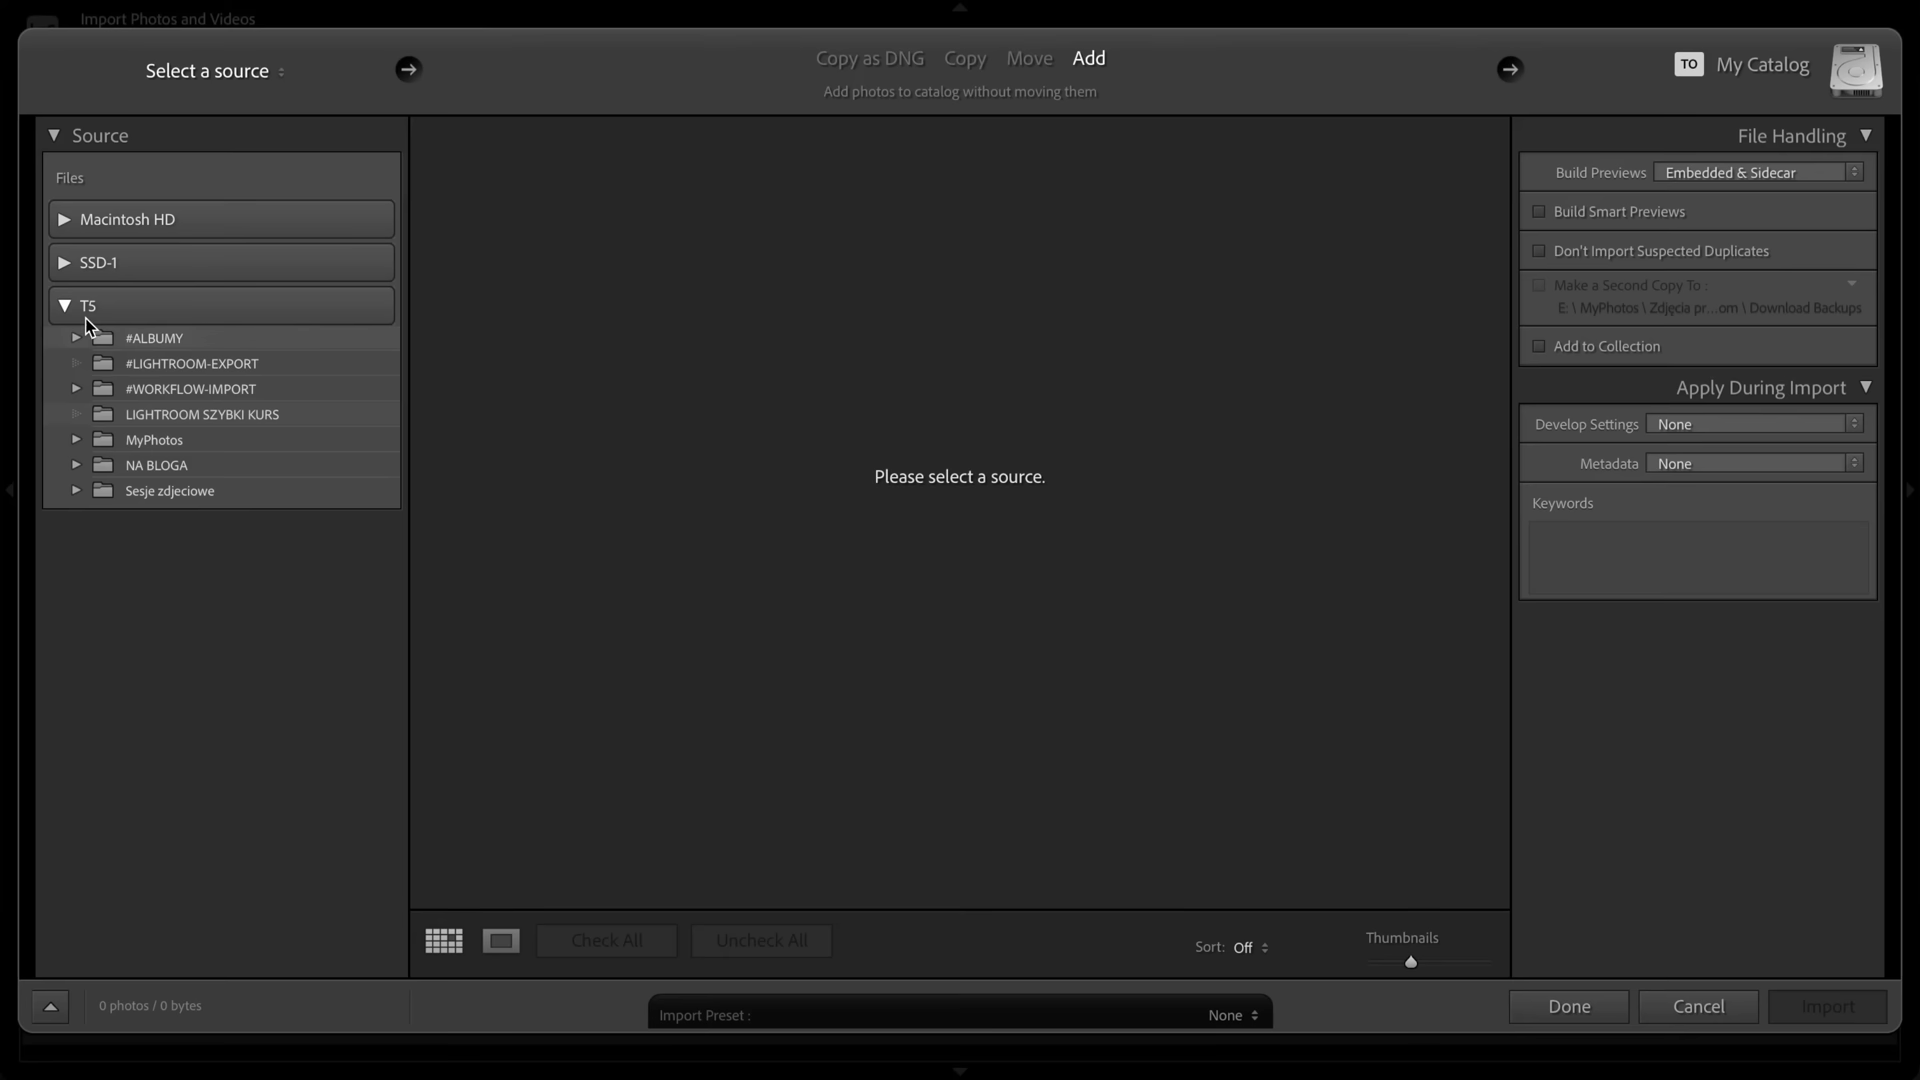 Import Photos and Videos
Select a source
Copy as DNG Copy Move Add
Add photos to catalog without moving them
TO My Catalog
Source
Files
Macintosh HD
SSD-1
T5
#ALBUMY
#LIGHTROOM-EXPORT
#WORKFLOW-IMPORT
LIGHTROOM SZYBKI KURS
MyPhotos
NA BLOGA
Sesje zdjeciowe
Please select a source.
File Handling
Build Previews Embedded & Sidecar
Build Smart Previews
Don't Import Suspected Duplicates
Make a Second Copy To :
E: \ MyPhotos \ Zdjęcia pr...om \ Download Backups
Add to Collection
Apply During Import
Develop Settings None
Metadata None
Keywords
Check All Uncheck All
Sort: Off
Thumbnails
0 photos / 0 bytes
Import Preset : None
Done Cancel Import